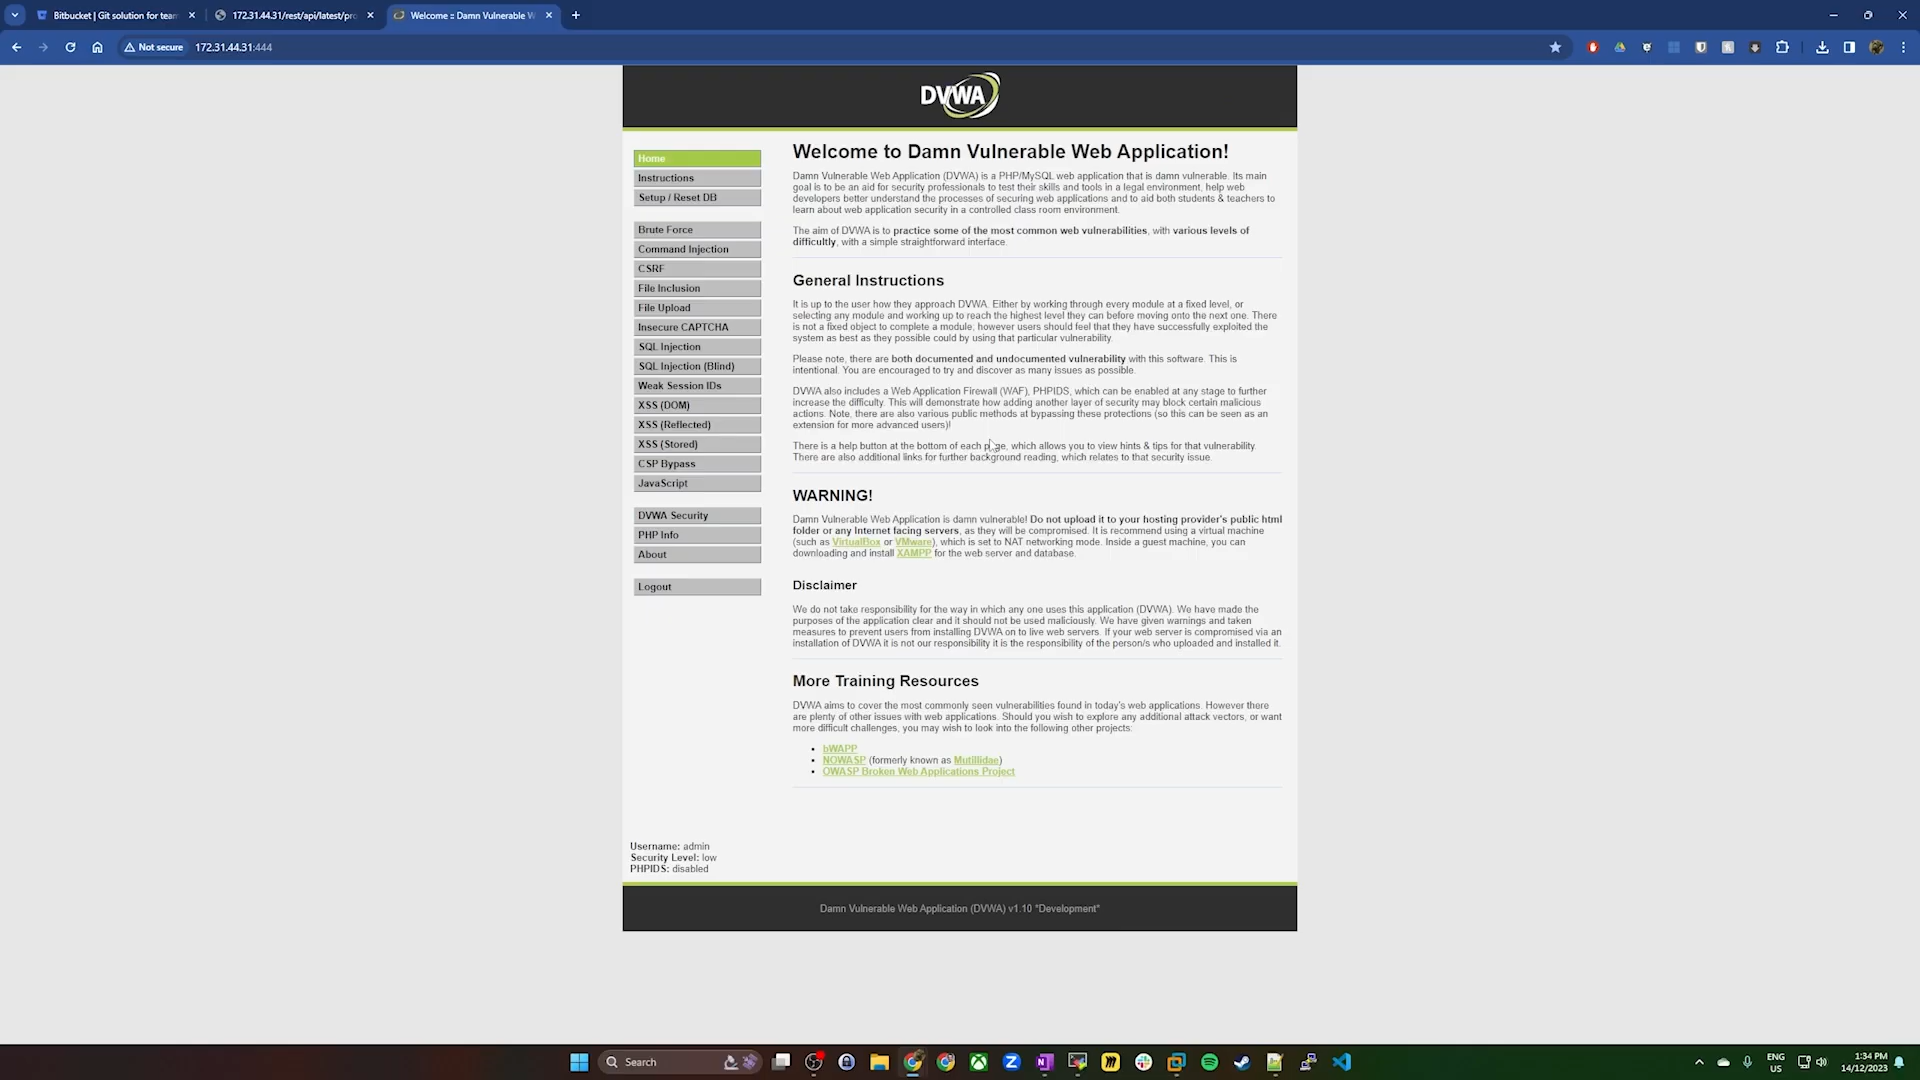 Bitbucket | Git solution for team
172.31.44.31/rest/api/latest/pro
Welcome :: Damn Vulnerable W
Not secure
172.31.44.31:444
DVWA
Home
Instructions
Setup / Reset DB
Brute Force
Command Injection
CSRF
File Inclusion
File Upload
Insecure CAPTCHA
SQL Injection
SQL Injection (Blind)
Weak Session IDs
XSS (DOM)
XSS (Reflected)
XSS (Stored)
CSP Bypass
JavaScript
DVWA Security
PHP Info
About
Logout
Welcome to Damn Vulnerable Web Application!
Damn Vulnerable Web Application (DVWA) is a PHP/MySQL web application that is damn vulnerable. Its main
goal is to be an aid for security professionals to test their skills and tools in a legal environment, help web
developers better understand the processes of securing web applications and to aid both students & teachers to
learn about web application security in a controlled class room environment.
The aim of DVWA is to practice some of the most common web vulnerabilities, with various levels of
difficultly, with a simple straightforward interface.
General Instructions
It is up to the user how they approach DVWA. Either by working through every module at a fixed level, or
selecting any module and working up to reach the highest level they can before moving onto the next one. There
is not a fixed object to complete a module; however users should feel that they have successfully exploited the
system as best as they possible could by using that particular vulnerability.
Please note, there are both documented and undocumented vulnerability with this software. This is
intentional. You are encouraged to try and discover as many issues as possible.
DVWA also includes a Web Application Firewall (WAF), PHPIDS, which can be enabled at any stage to further
increase the difficulty. This will demonstrate how adding another layer of security may block certain malicious
actions. Note, there are also various public methods at bypassing these protections (so this can be seen as an
extension for more advanced users)!
There is a help button at the bottom of each page, which allows you to view hints & tips for that vulnerability.
There are also additional links for further background reading, which relates to that security issue.
WARNING!
Damn Vulnerable Web Application is damn vulnerable! Do not upload it to your hosting provider's public html
folder or any Internet facing servers, as they will be compromised. It is recommend using a virtual machine
(such as VirtualBox or VMware), which is set to NAT networking mode. Inside a guest machine, you can
downloading and install XAMPP for the web server and database.
Disclaimer
We do not take responsibility for the way in which any one uses this application (DVWA). We have made the
purposes of the application clear and it should not be used maliciously. We have given warnings and taken
measures to prevent users from installing DVWA on to live web servers. If your web server is compromised via an
installation of DVWA it is not our responsibility it is the responsibility of the person/s who uploaded and installed it.
More Training Resources
DVWA aims to cover the most commonly seen vulnerabilities found in today's web applications. However there
are plenty of other issues with web applications. Should you wish to explore any additional attack vectors, or want
more difficult challenges, you may wish to look into the following other projects:
• bWAPP
• NOWASP (formerly known as Mutillidae)
• OWASP Broken Web Applications Project
Username: admin
Security Level: low
PHPIDS: disabled
Damn Vulnerable Web Application (DVWA) v1.10 *Development*
Search
ENG
US
1:34 PM
14/12/2023